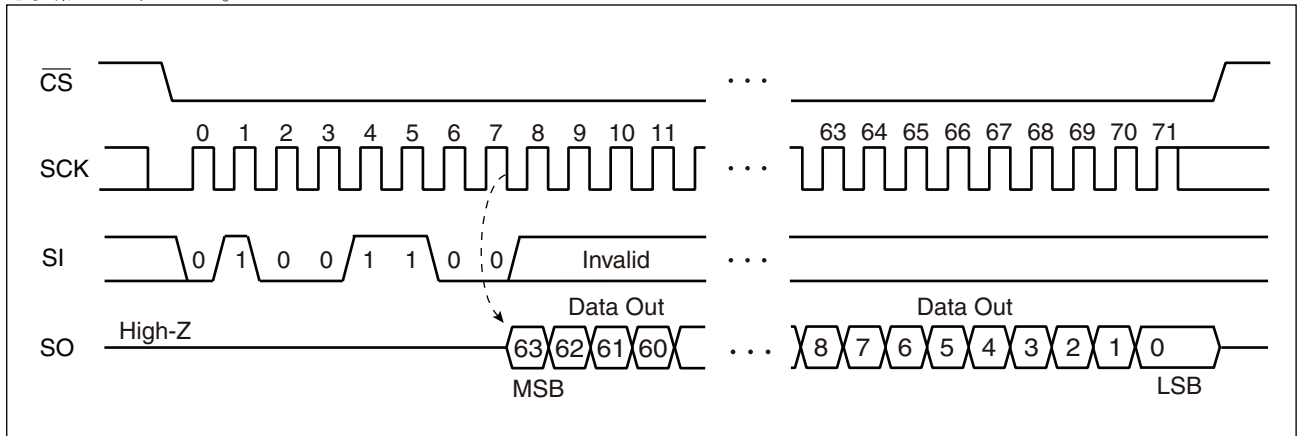 CS
0 1 2 3 4 5 6 7 8 9 10 11 63 64 65 66 67 68 69 70 71
SCK
SI 0 1 0 0 1 1 0 0 Invalid
Data Out Data Out
High-Z
SO 63 62 61 60 8 7 6 5 4 3 2 1 0
MSB LSB